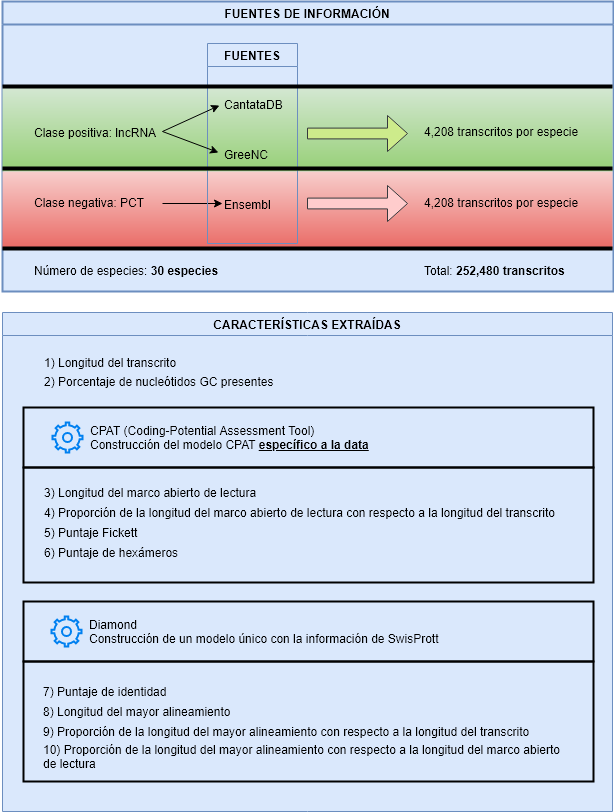 FUENTES DE INFORMACIÓN
FUENTES
CantataDB
Clase positiva: lncRNA
4,208 transcritos por especie
GreeNC
Clase negativa: PCT
Ensembl
4,208 transcritos por especie
Número de especies: 30 especies
Total: 252,480 transcritos
CARACTERÍSTICAS EXTRAÍDAS
1) Longitud del transcrito
2) Porcentaje de nucleótidos GC presentes
CPAT (Coding-Potential Assessment Tool)
Construcción del modelo CPAT específico a la data
3) Longitud del marco abierto de lectura
4) Proporción de la longitud del marco abierto de lectura con respecto a la longitud del transcrito
5) Puntaje Fickett
6) Puntaje de hexámeros
Diamond
Construcción de un modelo único con la información de SwisPrott
7) Puntaje de identidad
8) Longitud del mayor alineamiento
9) Proporción de la longitud del mayor alineamiento con respecto a la longitud del transcrito
10) Proporción de la longitud del mayor alineamiento con respecto a la longitud del marco abierto
de lectura